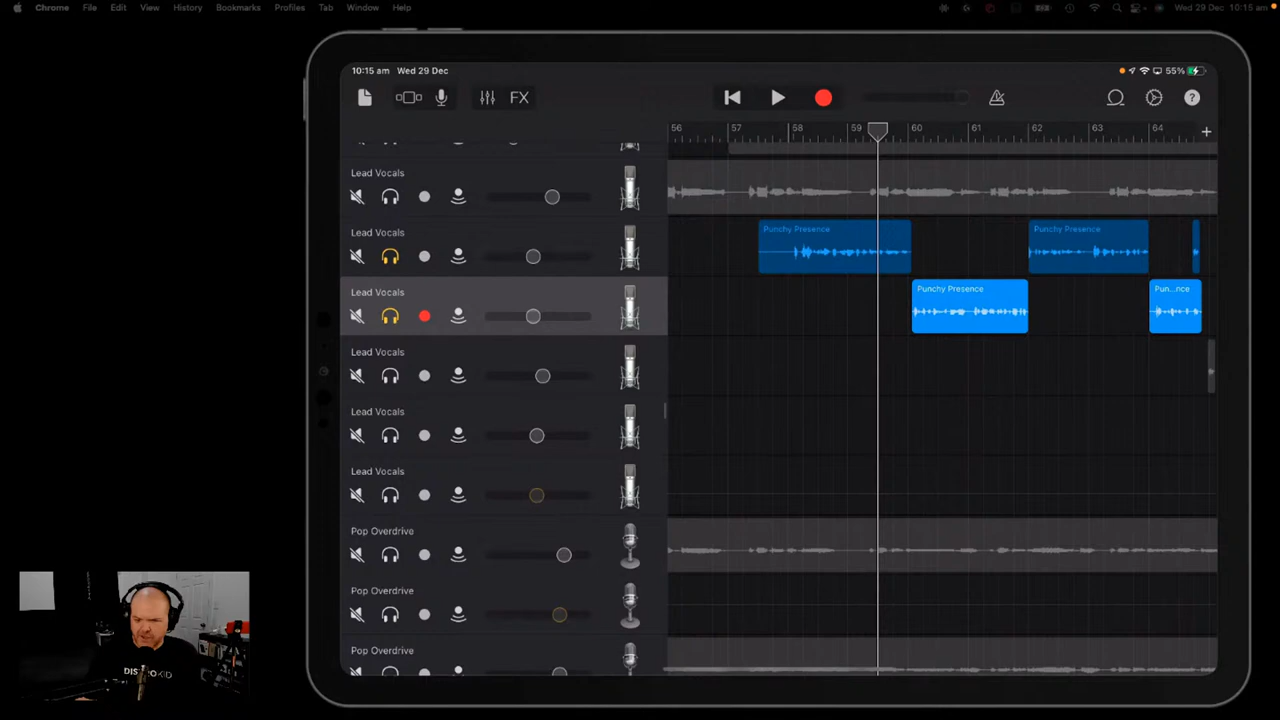 Chrome File Edit View History Bookmarks Profiles Tab Window Help
Wed 29 Dec 10:15 am
10:15 am Wed 29 Dec
55%
FX
56 57 58 59 60 61 62 63 64
Lead Vocals
Lead Vocals
Punchy Presence
Punchy Presence
Lead Vocals
Punchy Presence
Pun...nce
Lead Vocals
Lead Vocals
Lead Vocals
Pop Overdrive
Pop Overdrive
Pop Overdrive